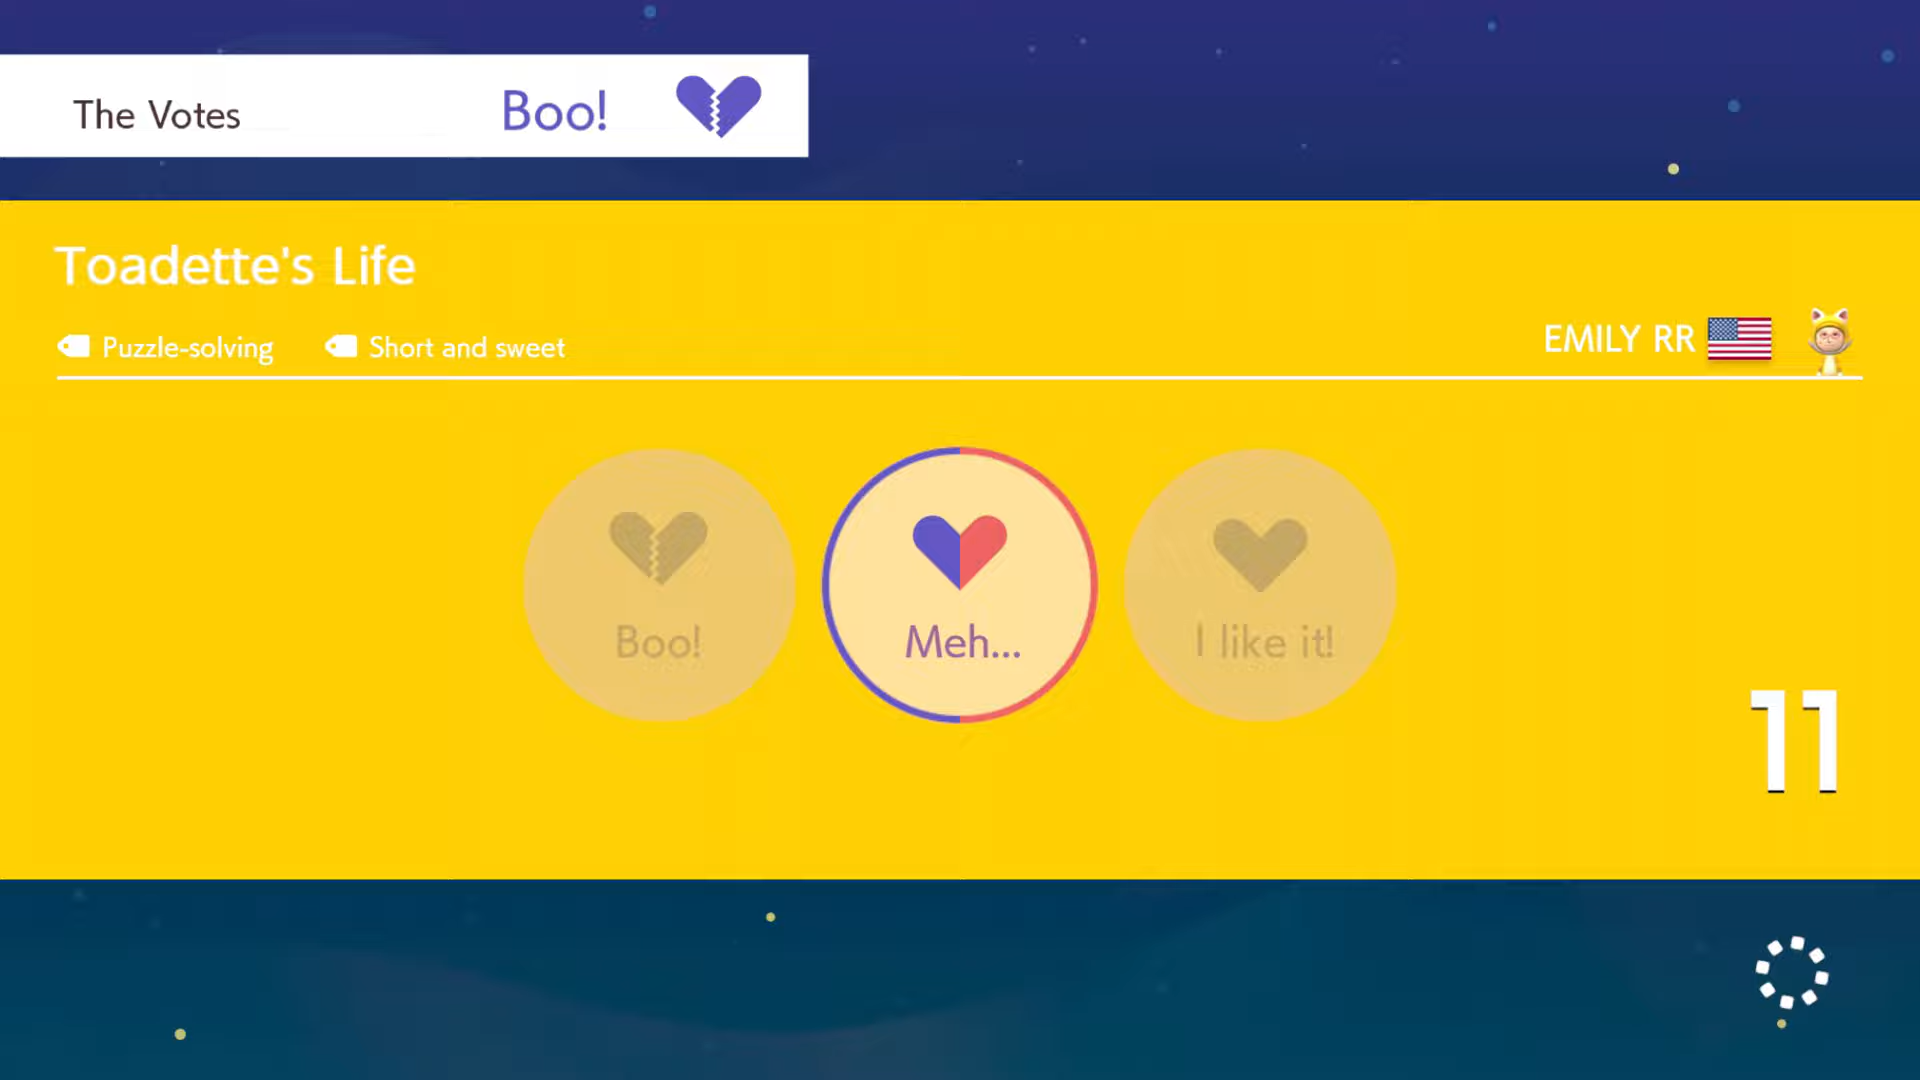 The Votes
Boo!
Toadette's Life
Puzzle-solving
Short and sweet
EMILY RR
Boo!
Meh...
I like it!
11